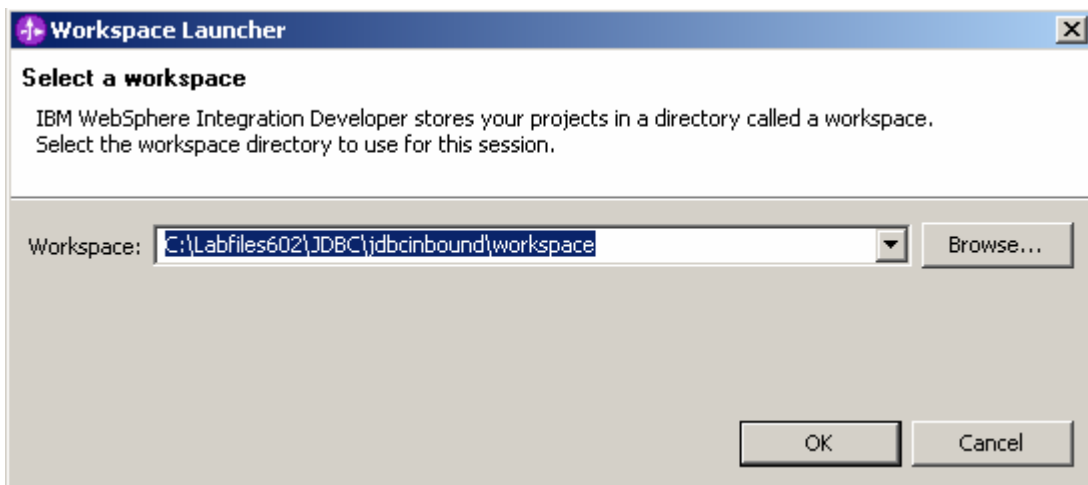 Workspace Launcher
Select a workspace
IBM WebSphere Integration Developer stores your projects in a directory called a workspace.
Select the workspace directory to use for this session.
Workspace: C:\Labfiles602\JDBC\jdbcinbound\workspace Browse...
OK Cancel